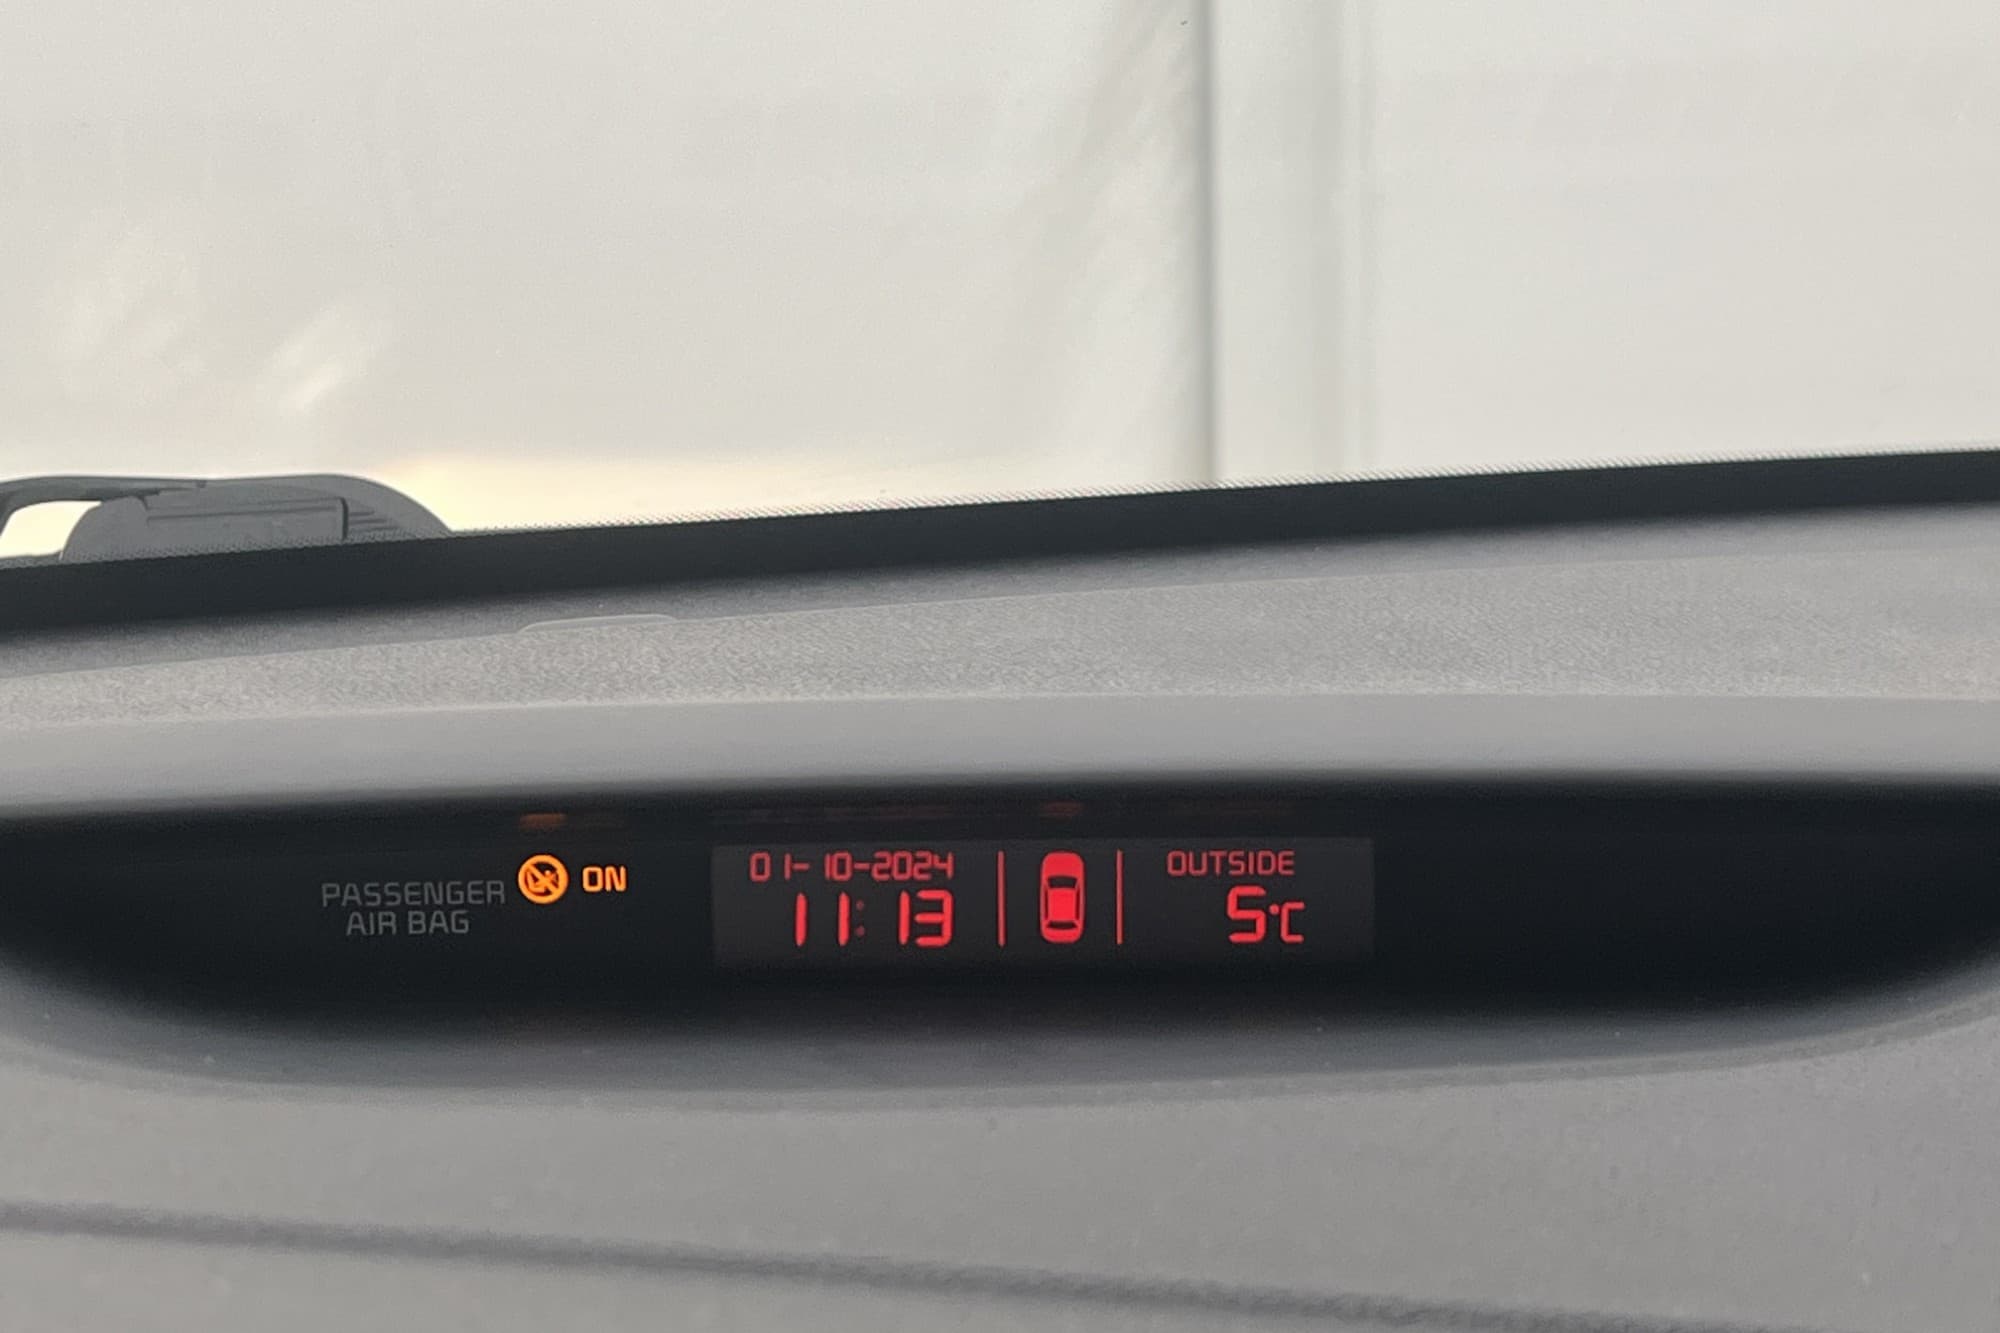 PASSENGER
AIR BAG
ON
01-10-2024
11:13
OUTSIDE
5°C